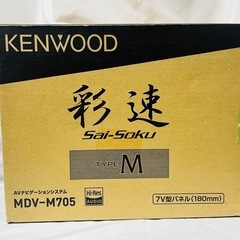 KENWOOD
彩速
Sai-Soku
TYPE M
AVナビゲーションシステム
MDV-M705
Hi-Res
AUDIO
7V型パネル(180mm)